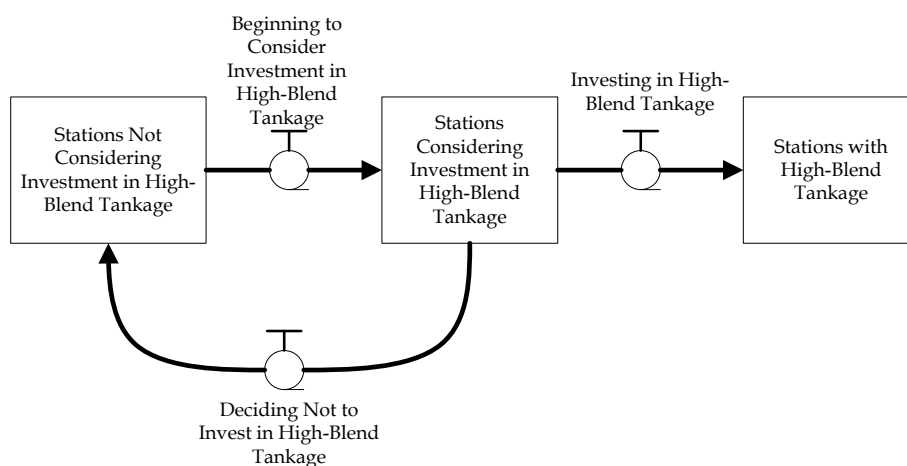 Beginning to
Consider
Investment in
High-Blend
Tankage
Investing in High-
Blend Tankage
Stations Not
Considering
Investment in High-
Blend Tankage
Stations
Considering
Investment in
High-Blend
Tankage
Stations with
High-Blend
Tankage
Deciding Not to
Invest in High-Blend
Tankage